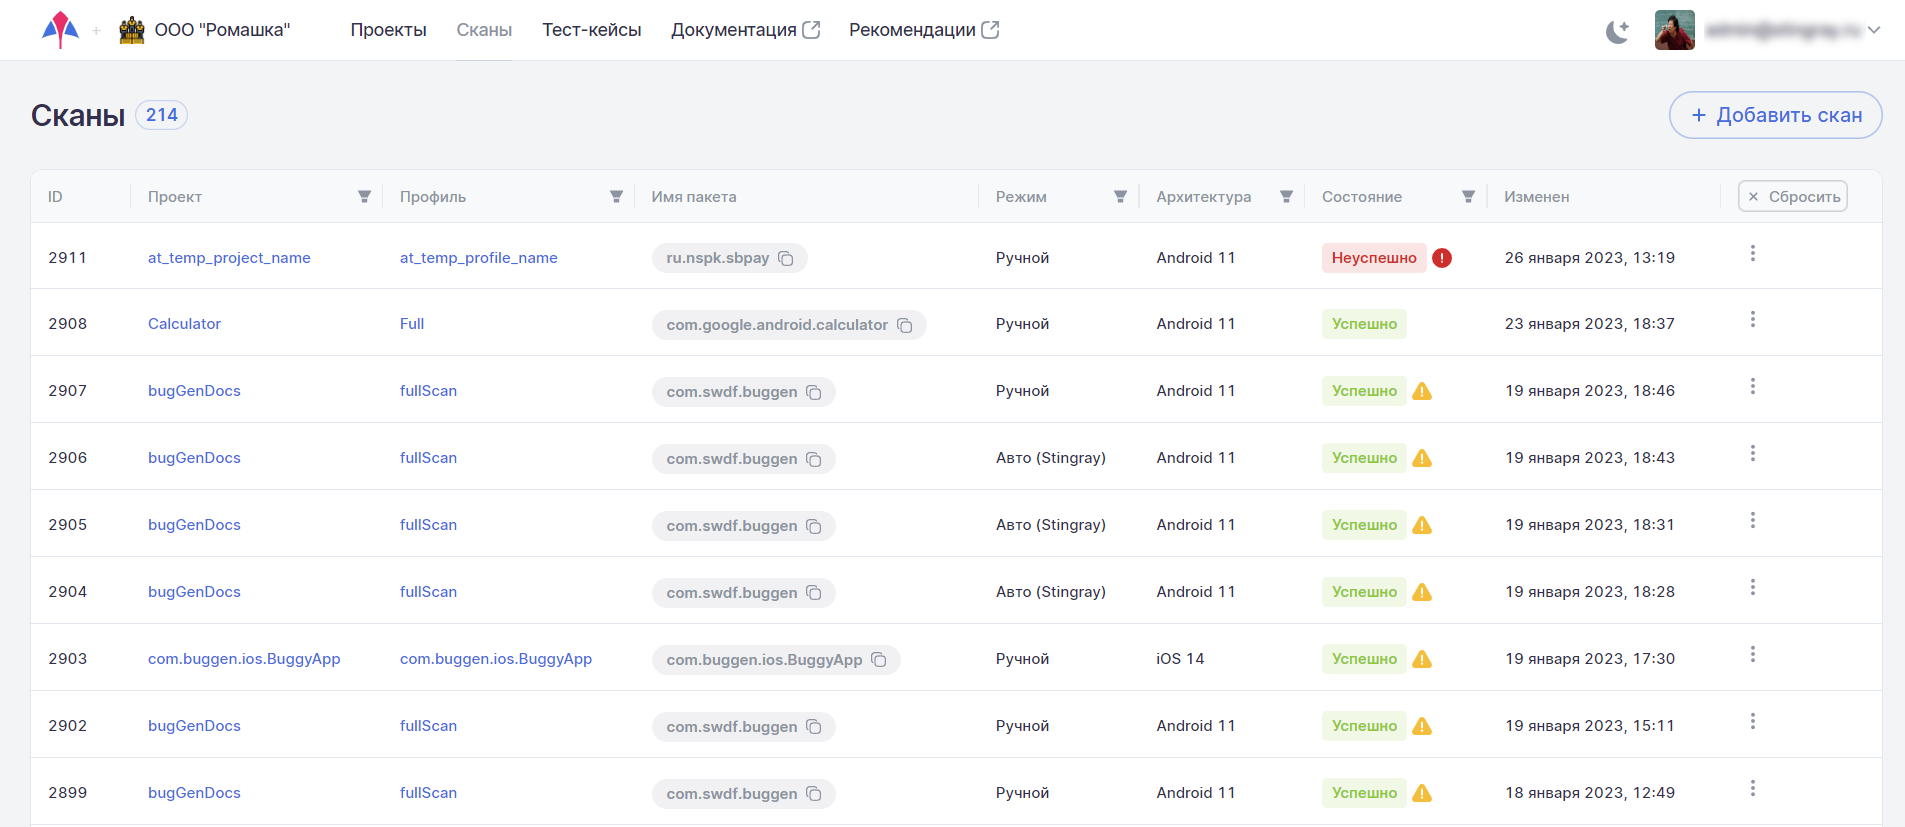 ООО "Ромашка" Проекты Сканы Тест-кейсы Документация Рекомендации
Сканы 214 + Добавить скан
ID Проект Профиль Имя пакета Режим Архитектура Состояние Изменен × Сбросить
2911 at_temp_project_name at_temp_profile_name ru.nspk.sbpay Ручной Android 11 Неуспешно 26 января 2023, 13:19
2908 Calculator Full com.google.android.calculator Ручной Android 11 Успешно 23 января 2023, 18:37
2907 bugGenDocs fullScan com.swdf.buggen Ручной Android 11 Успешно 19 января 2023, 18:46
2906 bugGenDocs fullScan com.swdf.buggen Авто (Stingray) Android 11 Успешно 19 января 2023, 18:43
2905 bugGenDocs fullScan com.swdf.buggen Авто (Stingray) Android 11 Успешно 19 января 2023, 18:31
2904 bugGenDocs fullScan com.swdf.buggen Авто (Stingray) Android 11 Успешно 19 января 2023, 18:28
2903 com.buggen.ios.BuggyApp com.buggen.ios.BuggyApp com.buggen.ios.BuggyApp Ручной iOS 14 Успешно 19 января 2023, 17:30
2902 bugGenDocs fullScan com.swdf.buggen Ручной Android 11 Успешно 19 января 2023, 15:11
2899 bugGenDocs fullScan com.swdf.buggen Ручной Android 11 Успешно 18 января 2023, 12:49